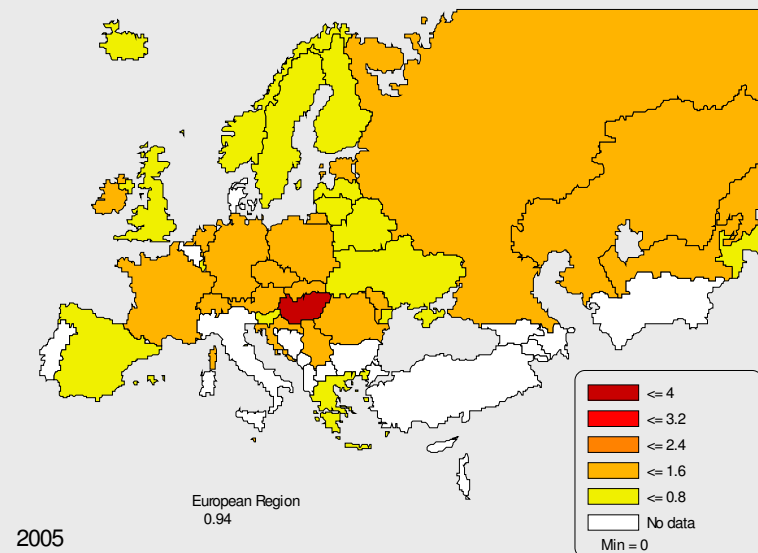 European Region
0.94
2005
<= 4
<= 3.2
<= 2.4
<= 1.6
<= 0.8
No data
Min = 0